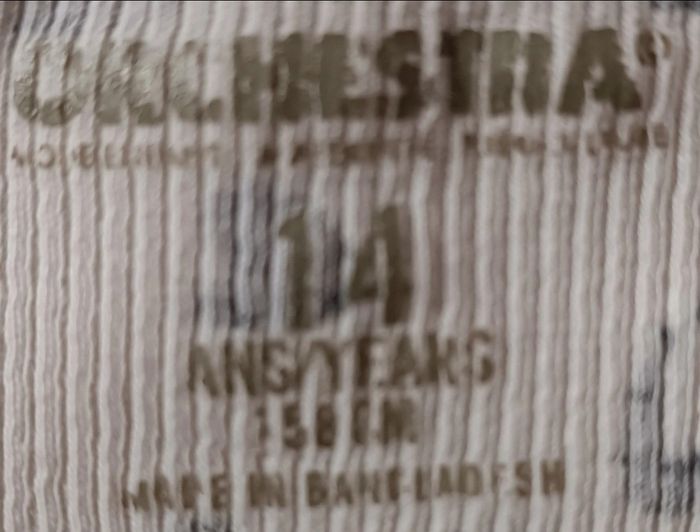 ORCHESTRA®
14
ANS/YEARS
158 CM
MADE IN BANGLADESH